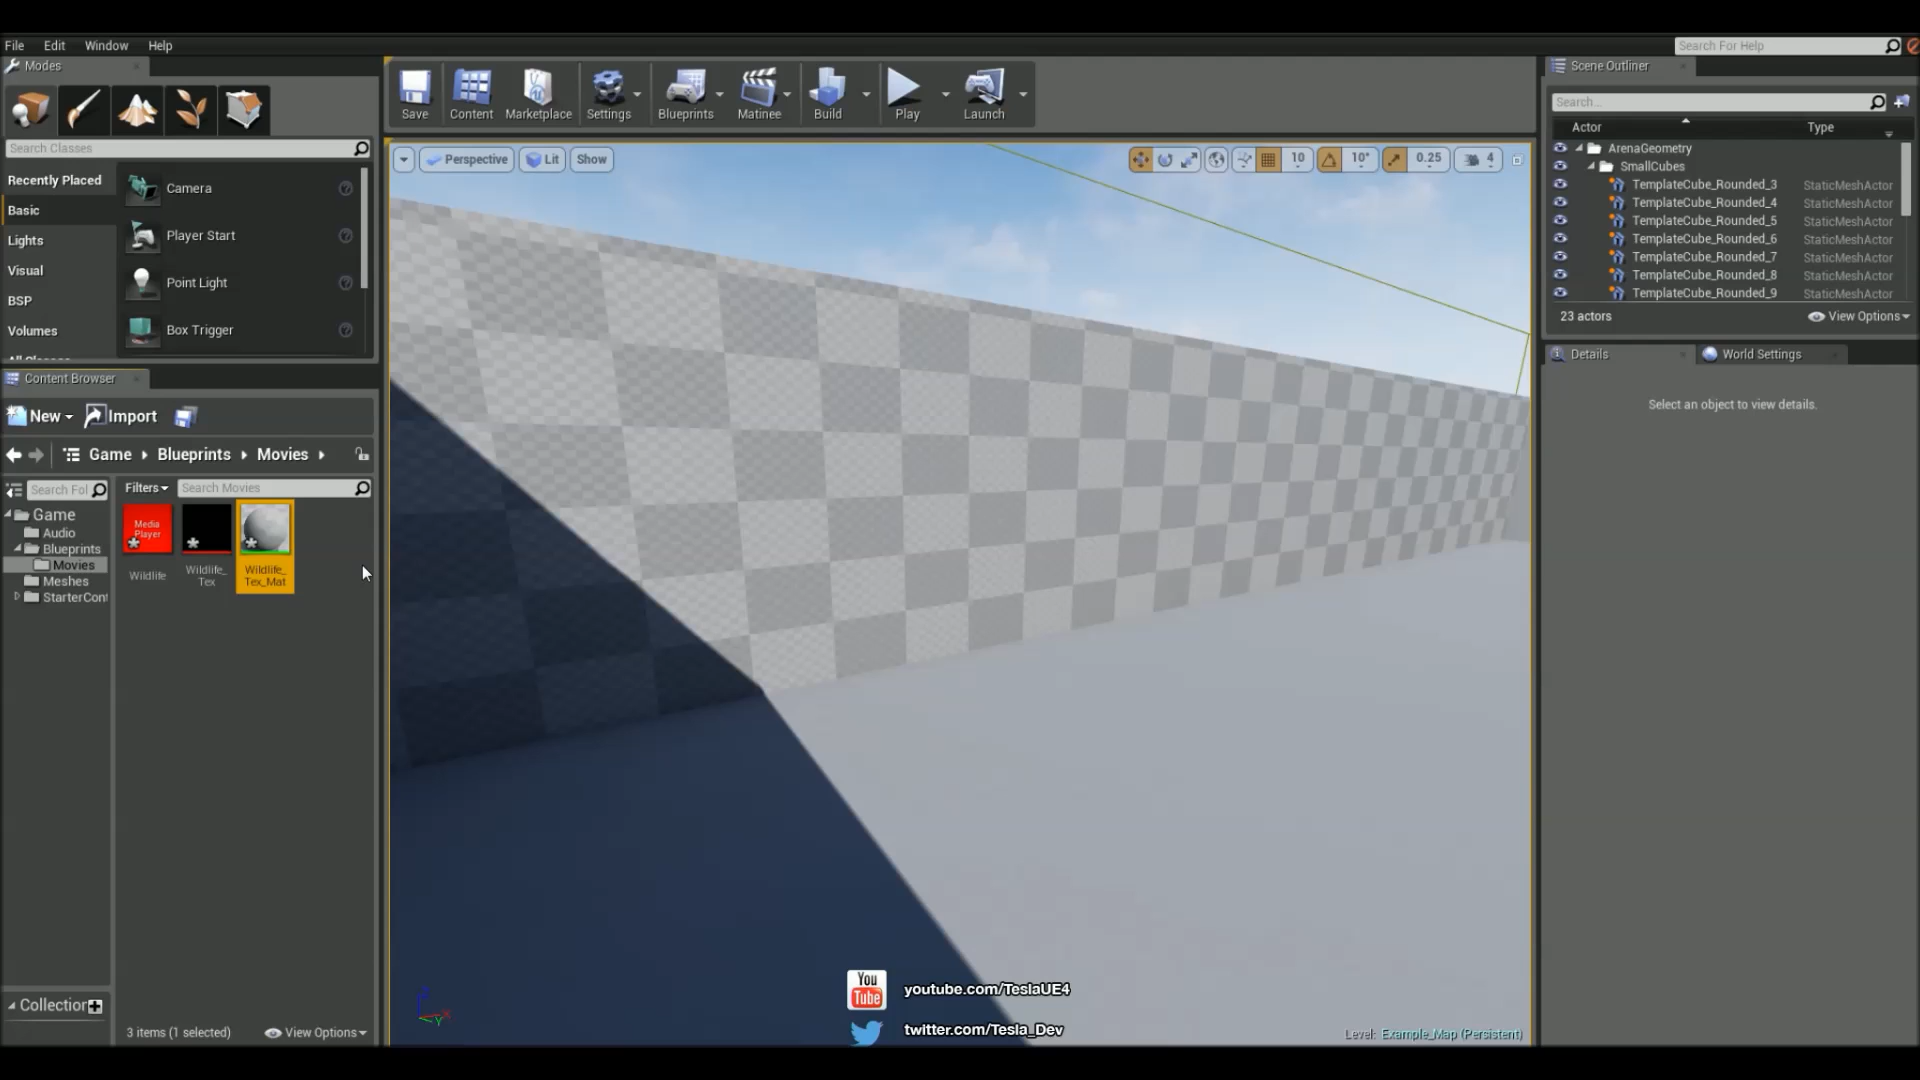 File Edit Window Help
Search For Help
Modes
Save Content Marketplace Settings Blueprints Matinee Build Play Launch
Search Classes
Recently Placed
Basic
Lights
Visual
BSP
Volumes
All Classes
Camera
Player Start
Point Light
Box Trigger
Content Browser
New Import
Game Blueprints Movies
Search Fol
Filters
Search Movies
Game
Audio
Blueprints
Movies
Meshes
StarterCont
Media
Player
Wildlife
Wildlife_
Tex
Wildlife_
Tex_Mat
Collection
3 items (1 selected) View Options
Perspective Lit Show
10 10° 0.25 4
You
Tube
youtube.com/TeslaUE4
twitter.com/Tesla_Dev
Level: Example_Map (Persistent)
Scene Outliner
Search...
Actor Type
ArenaGeometry
SmallCubes
TemplateCube_Rounded_3 StaticMeshActor
TemplateCube_Rounded_4 StaticMeshActor
TemplateCube_Rounded_5 StaticMeshActor
TemplateCube_Rounded_6 StaticMeshActor
TemplateCube_Rounded_7 StaticMeshActor
TemplateCube_Rounded_8 StaticMeshActor
TemplateCube_Rounded_9 StaticMeshActor
23 actors View Options
Details World Settings
Select an object to view details.